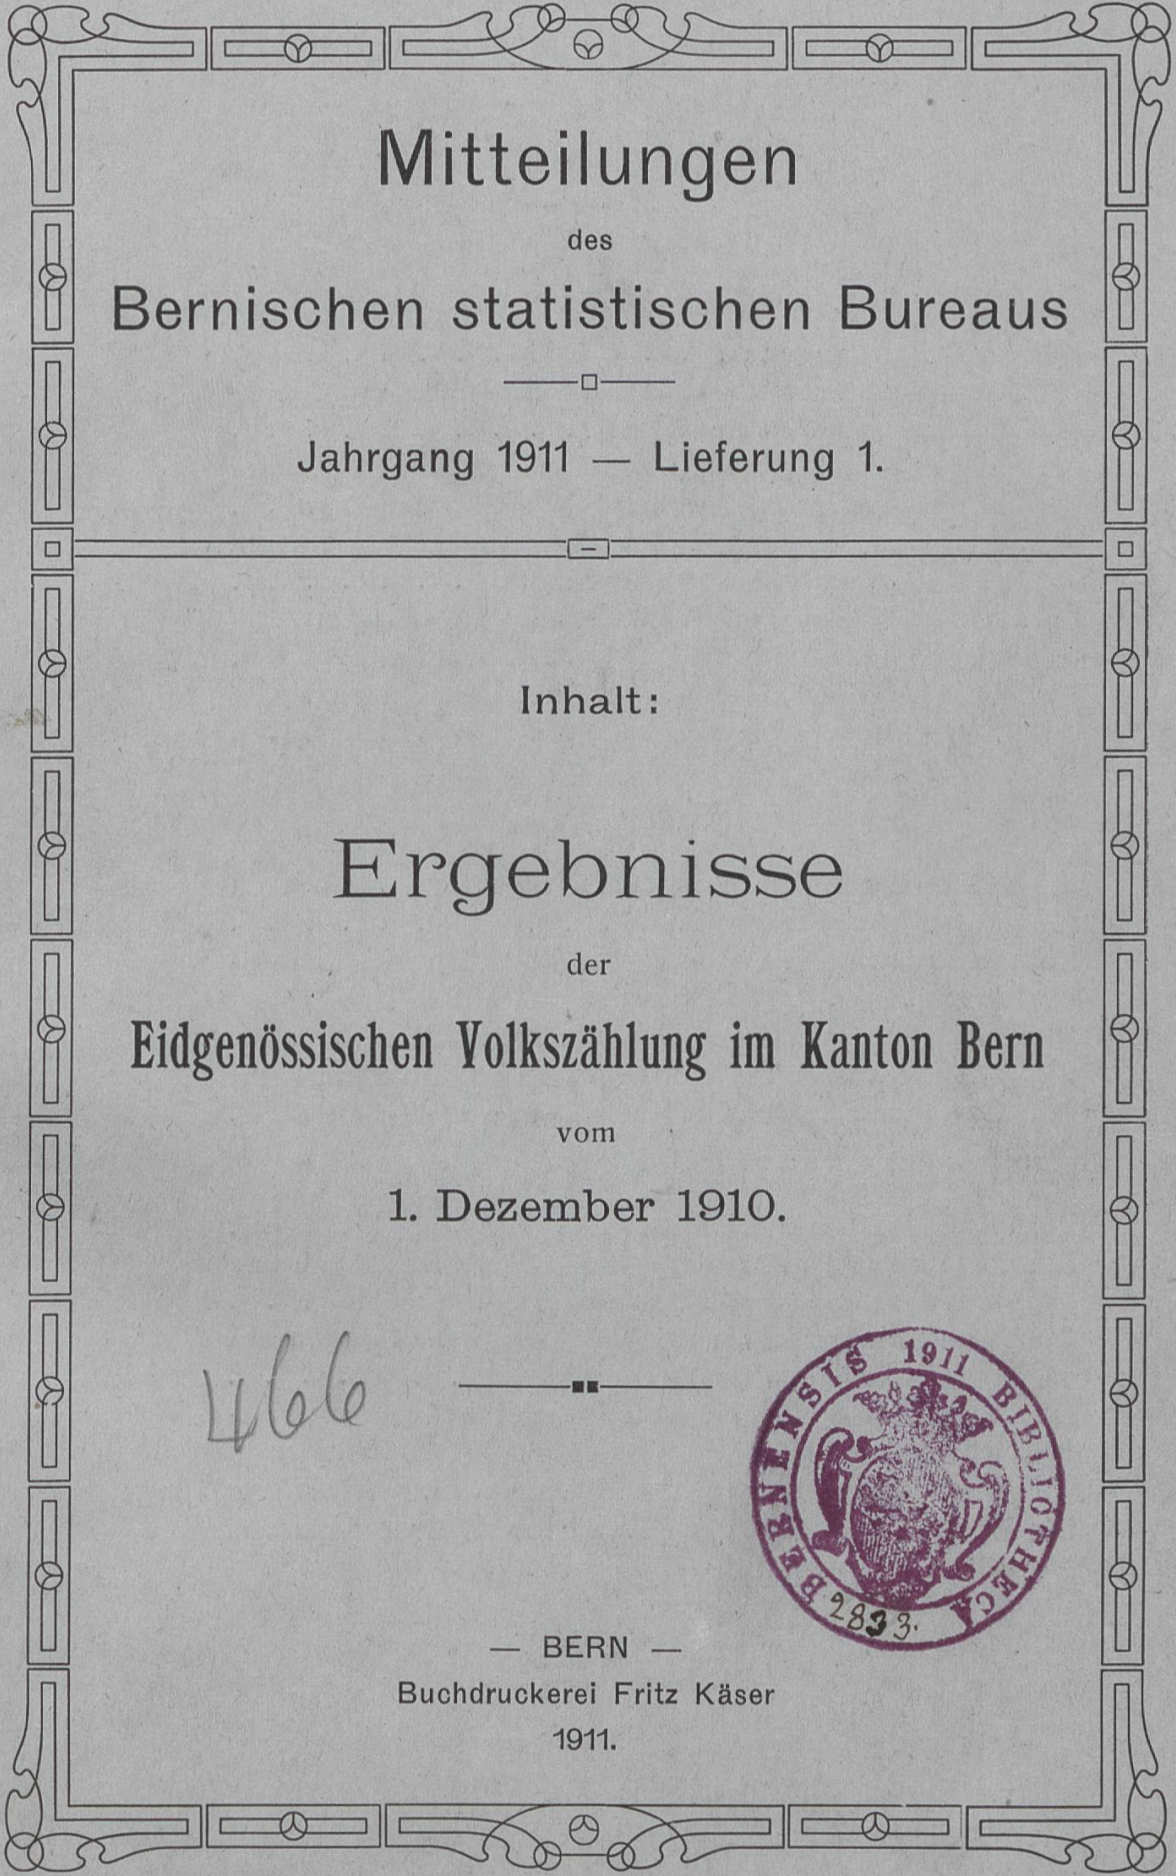 Mitteilungen
des
Bernischen statistischen Bureaus
Jahrgang 1911 — Lieferung 1.
Inhalt:
Ergebnisse
der
Eidgenössischen Volkszählung im Kanton Bern
vom
1. Dezember 1910.
466
BERNENSIS 1911 BIBLIOTHECA
2833.
— BERN —
Buchdruckerei Fritz Käser
1911.